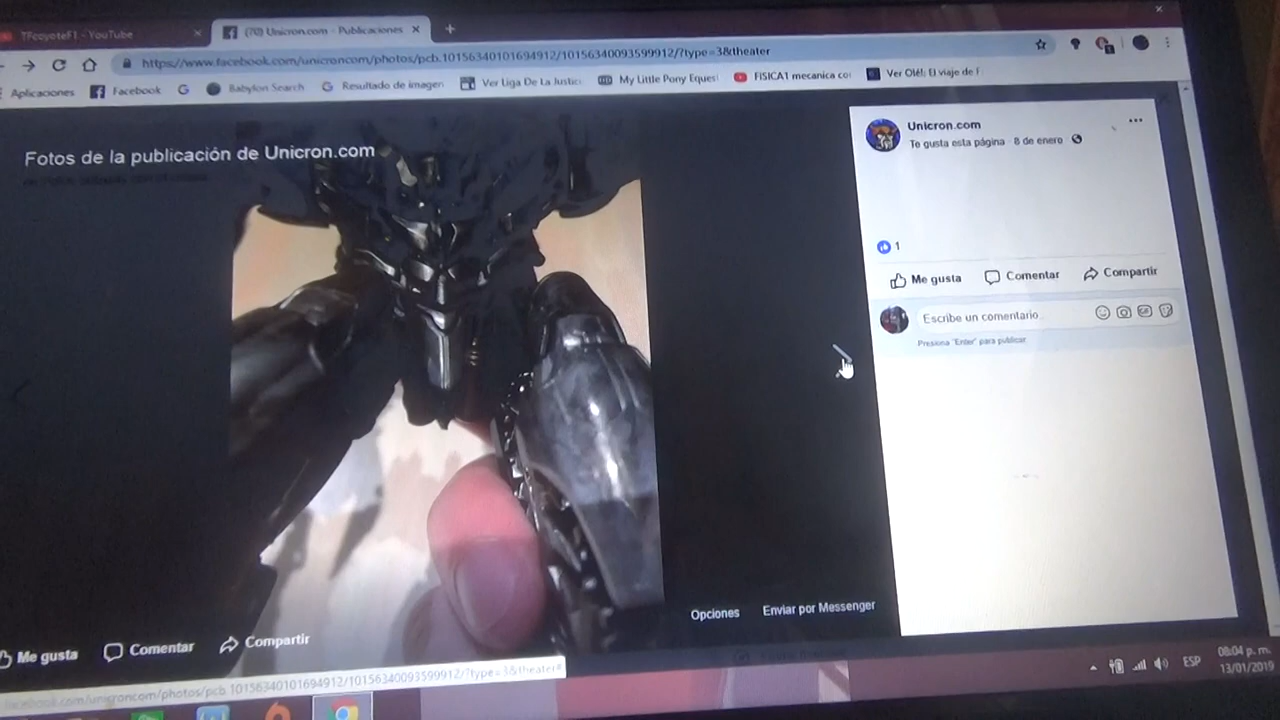 TFcoyoteF1 - YouTube
(70) Unicron.com - Publicaciones
https://www.facebook.com/unicroncom/photos/pcb.10156340101694912/10156340093599912/?type=3&theater
Aplicaciones
Facebook
Babylon Search
Resultado de imagen
Ver Liga De La Justic
My Little Pony Equest
FISICA1 mecanica co
Ver Olé!: El viaje de F
Fotos de la publicación de Unicron.com
Unicron.com
Te gusta esta página · 8 de enero
1
Me gusta Comentar Compartir
Escribe un comentario...
Presiona "Enter" para publicar.
Opciones Enviar por Messenger
Me gusta Comentar Compartir
facebook.com/unicroncom/photos/pcb.10156340101694912/10156340093599912/?type=3&theater#
ESP
08:04 p. m.
13/01/2019